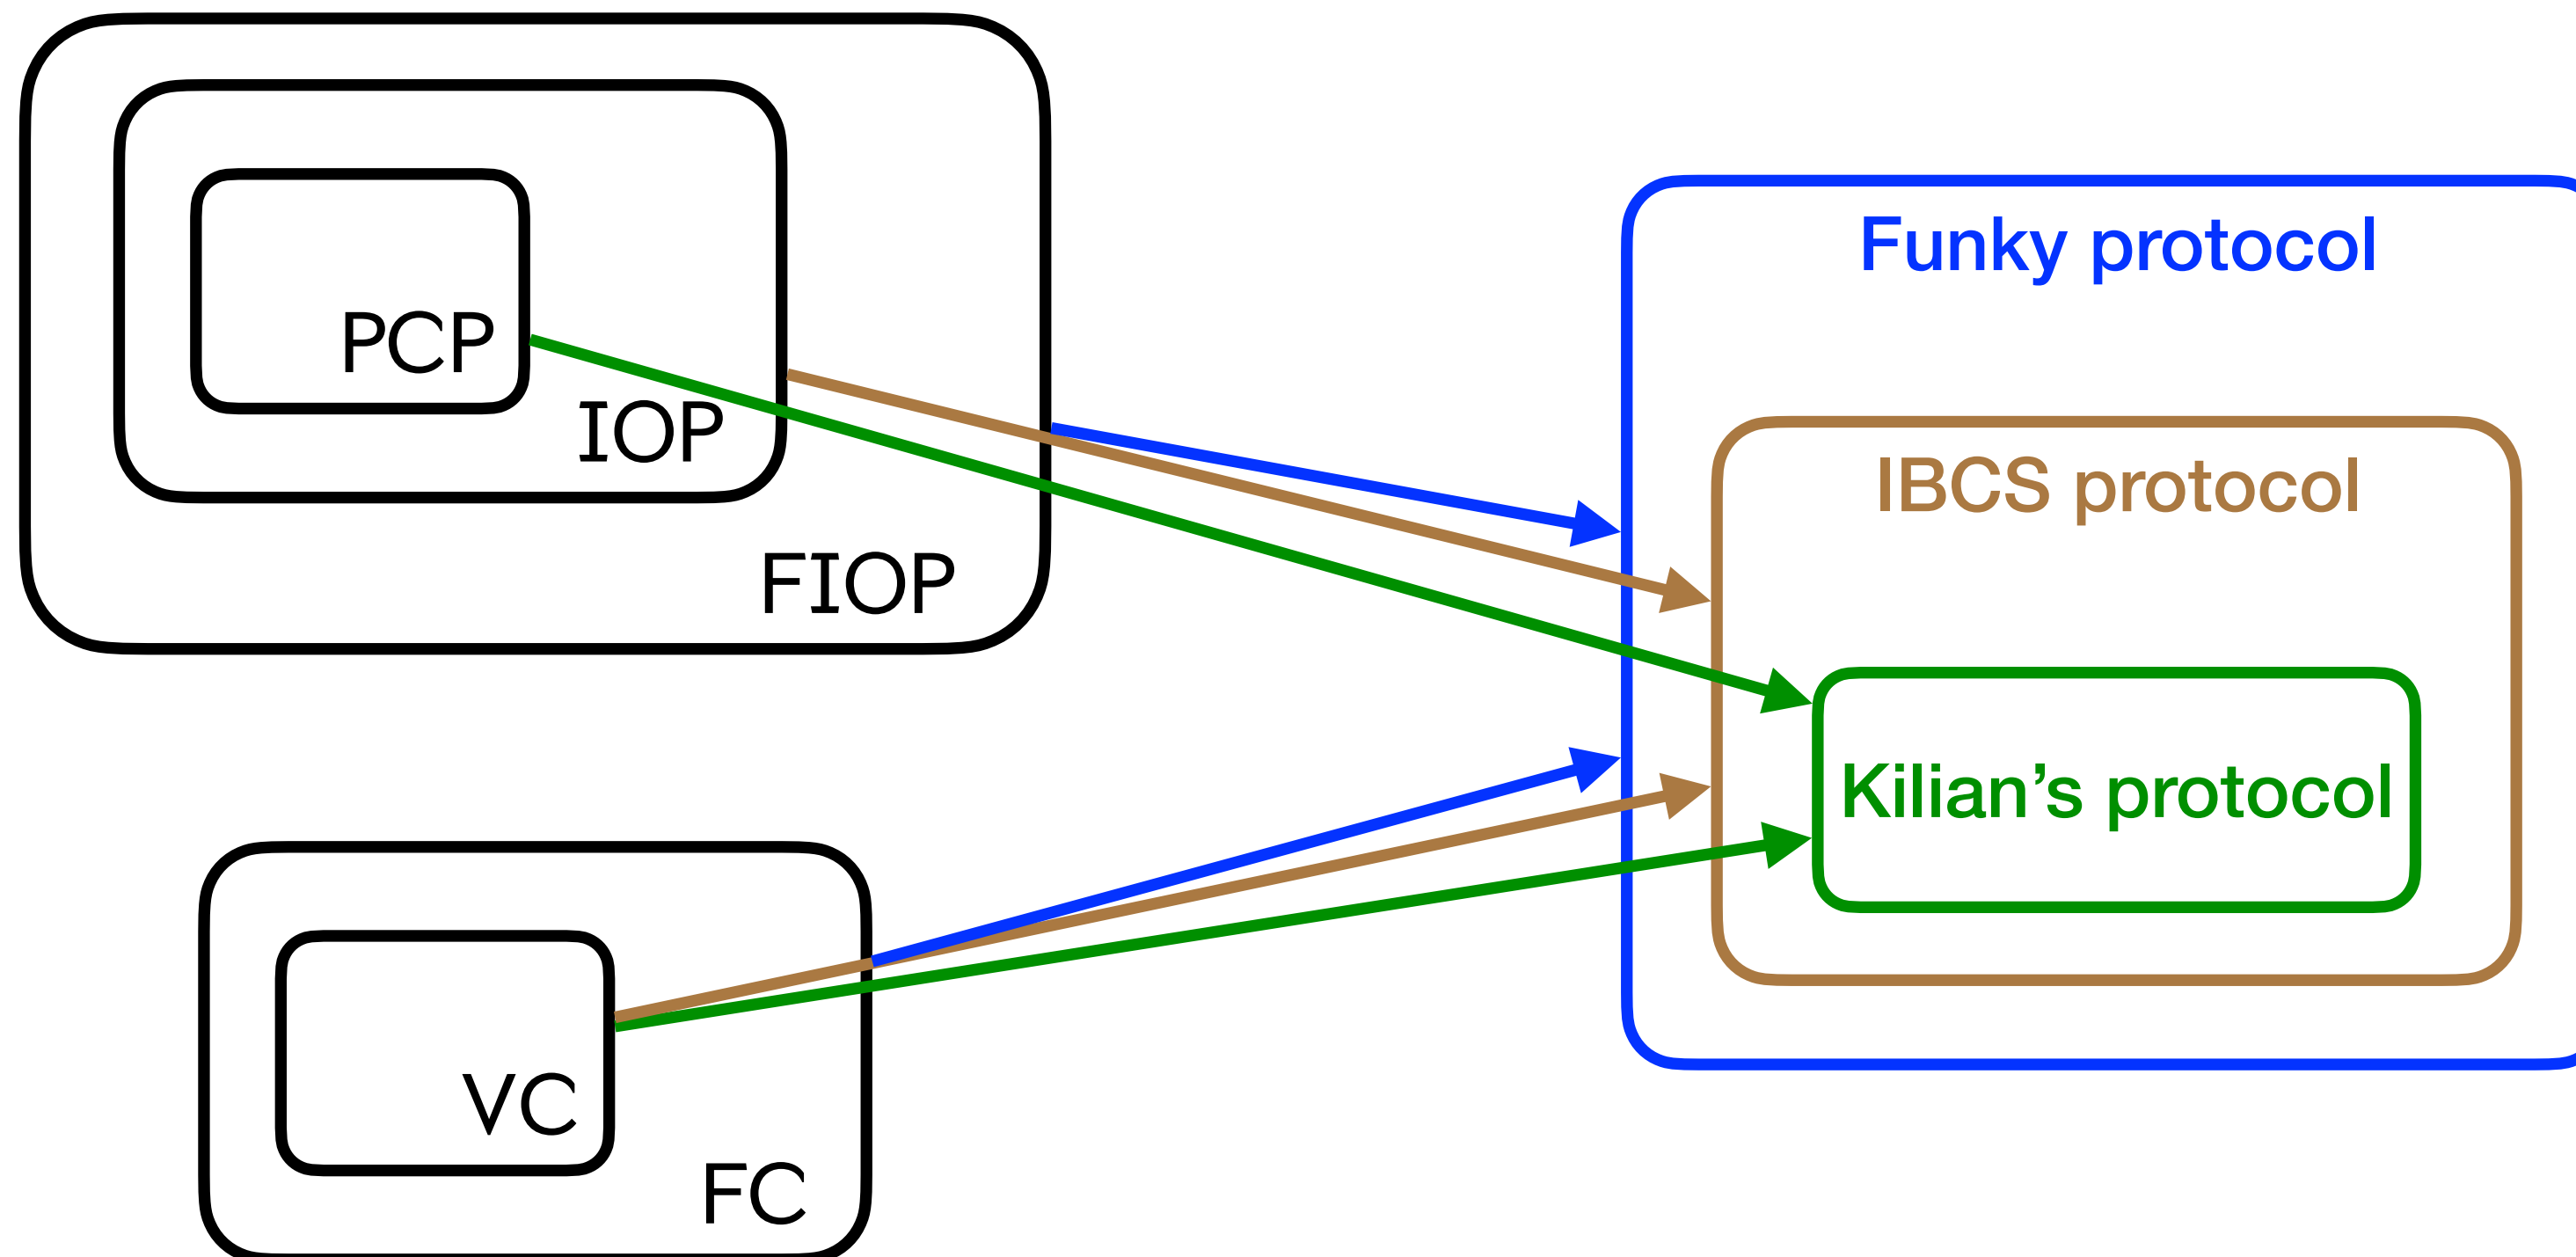 PCP
IOP
FIOP
Funky protocol
IBCS protocol
Kilian’s protocol
VC
FC